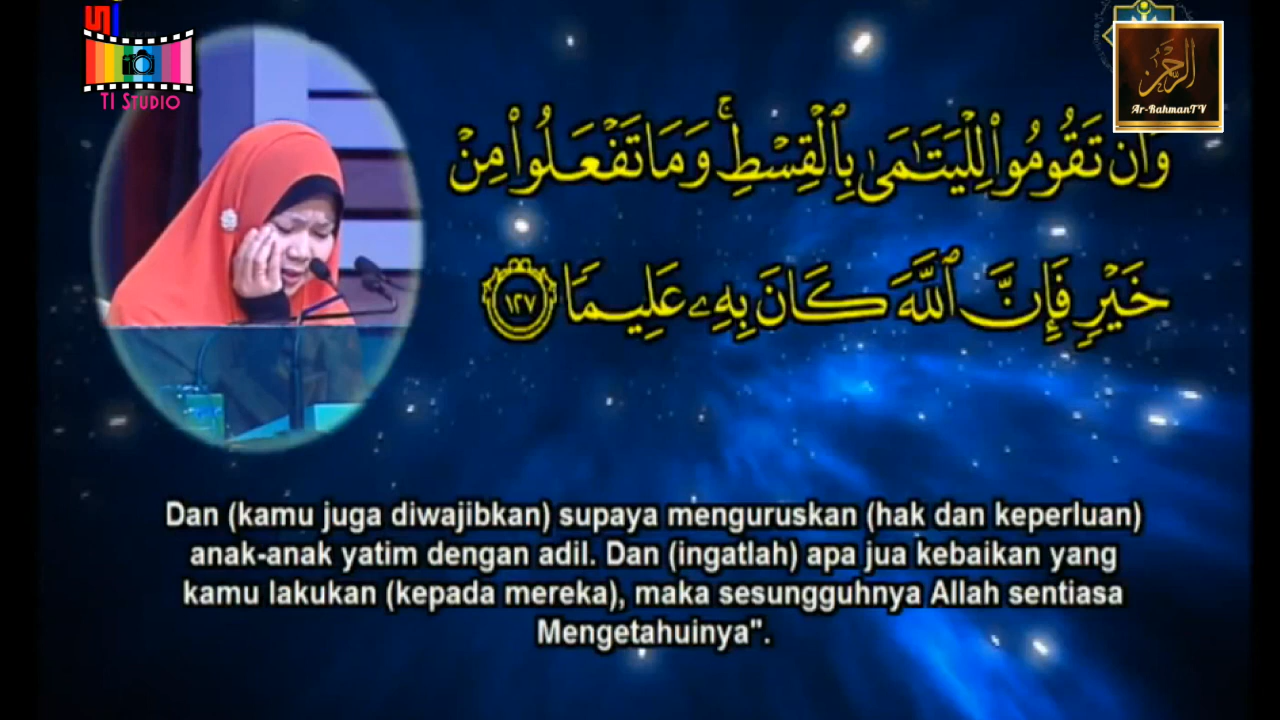 TI Studio
الرحمن
Ar-RahmanTV
وَأَن تَقُومُوا۟ لِلْيَتَٰمَىٰ بِٱلْقِسْطِ ۚ وَمَا تَفْعَلُوا۟ مِنْ
خَيْرٍ فَإِنَّ ٱللَّهَ كَانَ بِهِۦ عَلِيمًا ١٢٧
Dan (kamu juga diwajibkan) supaya menguruskan (hak dan keperluan)
anak-anak yatim dengan adil. Dan (ingatlah) apa jua kebaikan yang
kamu lakukan (kepada mereka), maka sesungguhnya Allah sentiasa
Mengetahuinya".